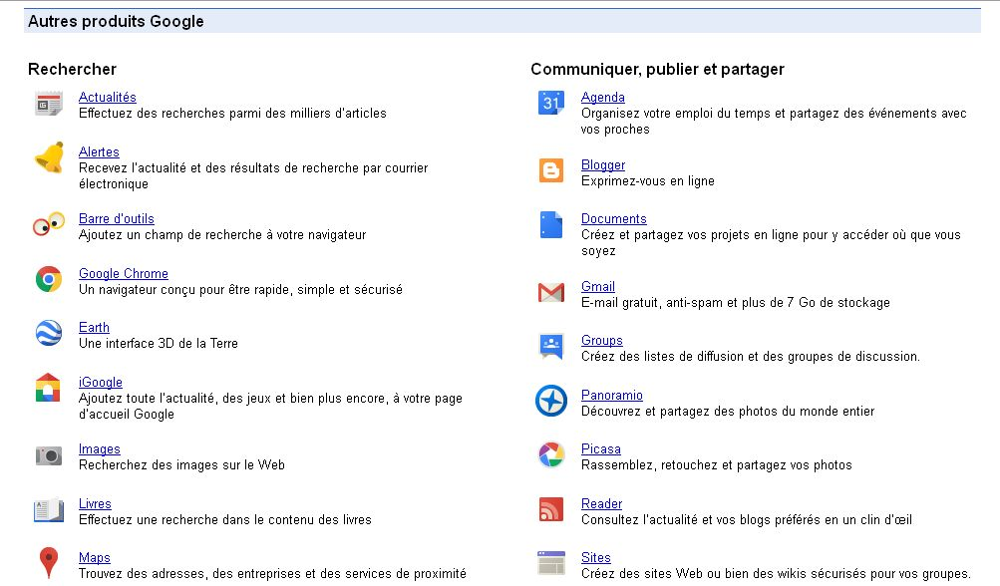 Autres produits Google
Rechercher
Actualités
Effectuez des recherches parmi des milliers d'articles
Alertes
Recevez l'actualité et des résultats de recherche par courrier
électronique
Barre d'outils
Ajoutez un champ de recherche à votre navigateur
Google Chrome
Un navigateur conçu pour être rapide, simple et sécurisé
Earth
Une interface 3D de la Terre
iGoogle
Ajoutez toute l'actualité, des jeux et bien plus encore, à votre page
d'accueil Google
Images
Recherchez des images sur le Web
Livres
Effectuez une recherche dans le contenu des livres
Maps
Trouvez des adresses, des entreprises et des services de proximité
Communiquer, publier et partager
31
Agenda
Organisez votre emploi du temps et partagez des événements avec
vos proches
Blogger
Exprimez-vous en ligne
Documents
Créez et partagez vos projets en ligne pour y accéder où que vous
soyez
Gmail
E-mail gratuit, anti-spam et plus de 7 Go de stockage
Groups
Créez des listes de diffusion et des groupes de discussion.
Panoramio
Découvrez et partagez des photos du monde entier
Picasa
Rassemblez, retouchez et partagez vos photos
Reader
Consultez l'actualité et vos blogs préférés en un clin d'œil
Sites
Créez des sites Web ou bien des wikis sécurisés pour vos groupes.